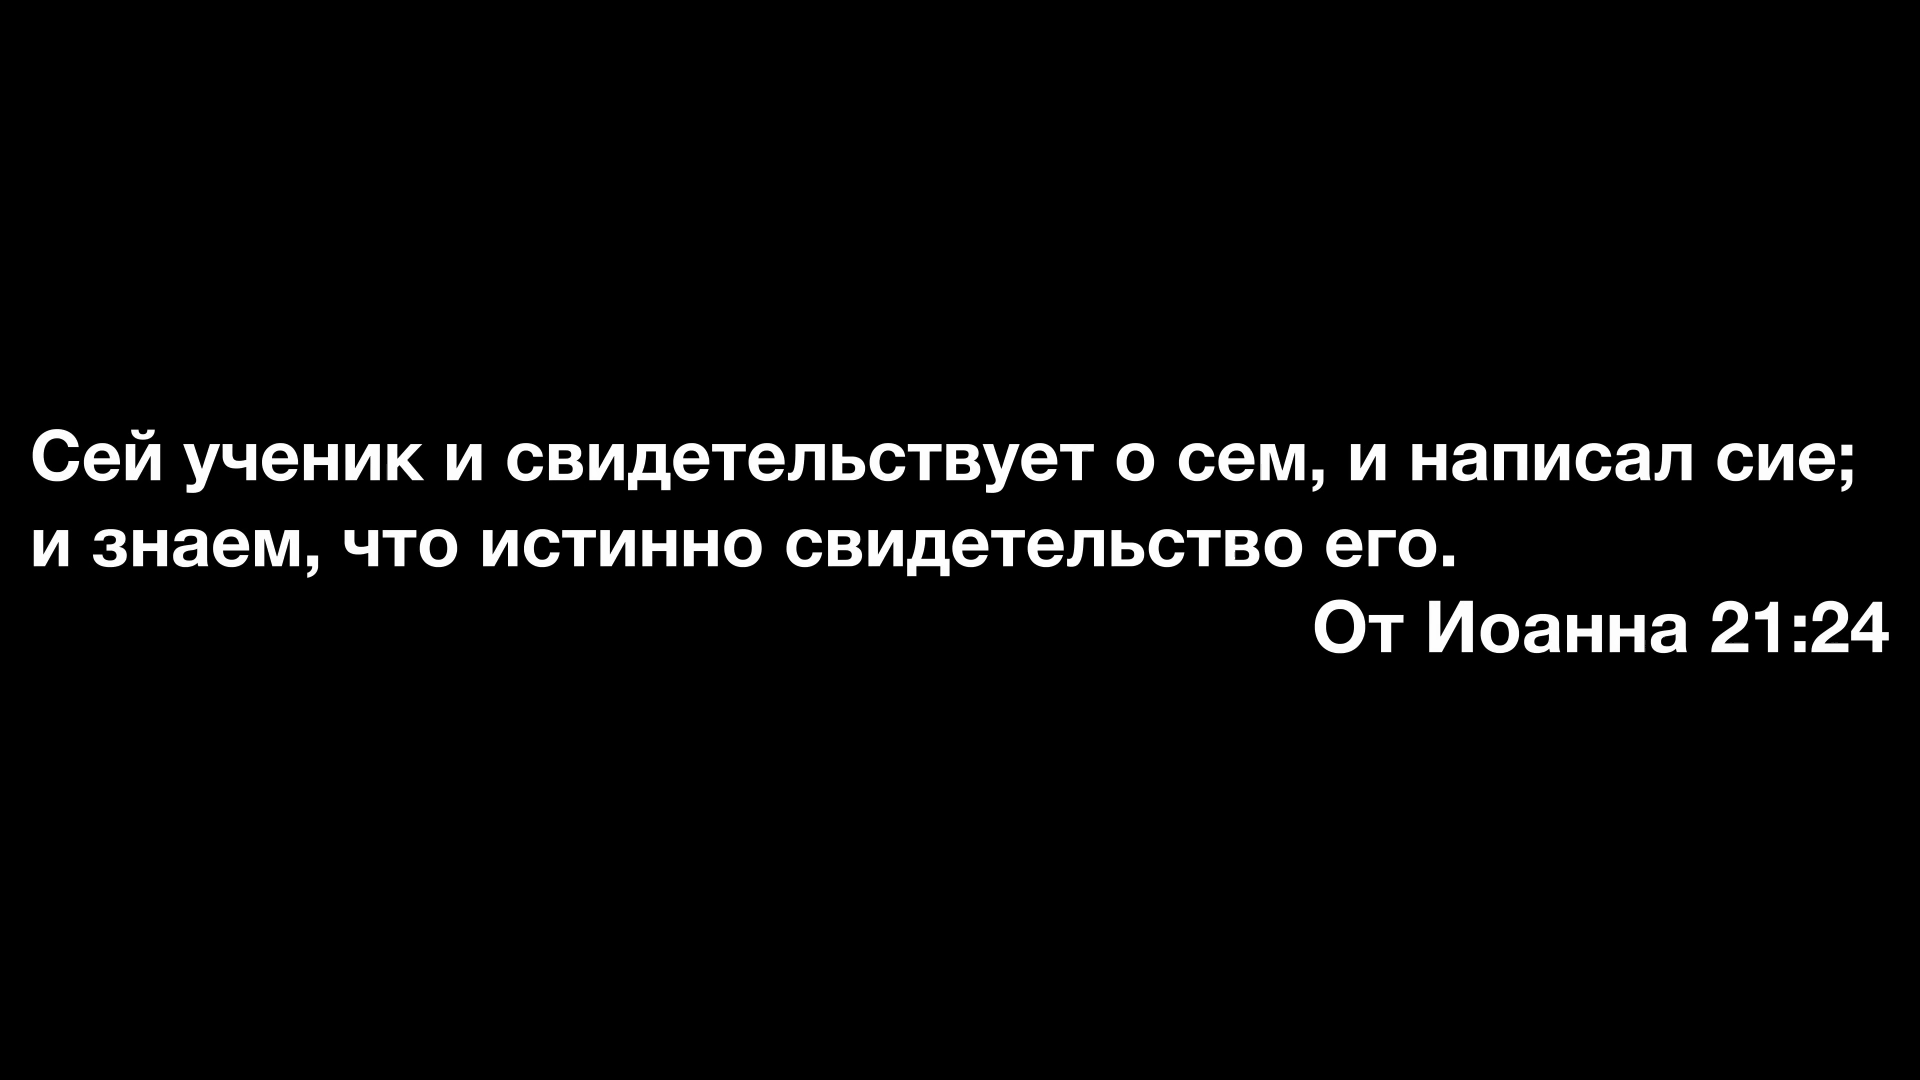 Сей ученик и свидетельствует о сем, и написал сие;
и знаем, что истинно свидетельство его.
От Иоанна 21:24